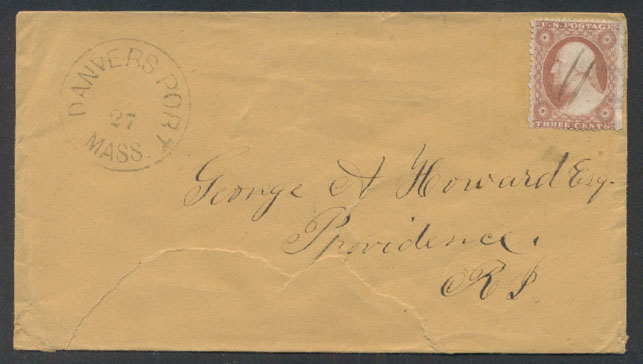 DANVERS PORT
27
MASS.
U.S. POSTAGE
THREE CENTS
George A Howard Esq.
Providence.
R I